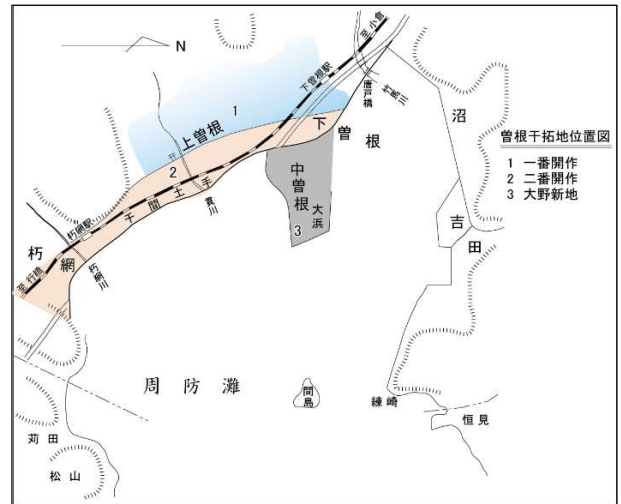 N
至小倉
下曽根駅
唐戸橋
竹馬川
1
上曽根
下
曽根
沼
曽根干拓地位置図
1 一番開作
2 二番開作
3 大野新地
2
中曽根
大浜
3
千間土手
貫川
吉田
朽網駅
朽網
朽網川
至行橋
周防灘
間島
練崎
恒見
苅田
松山